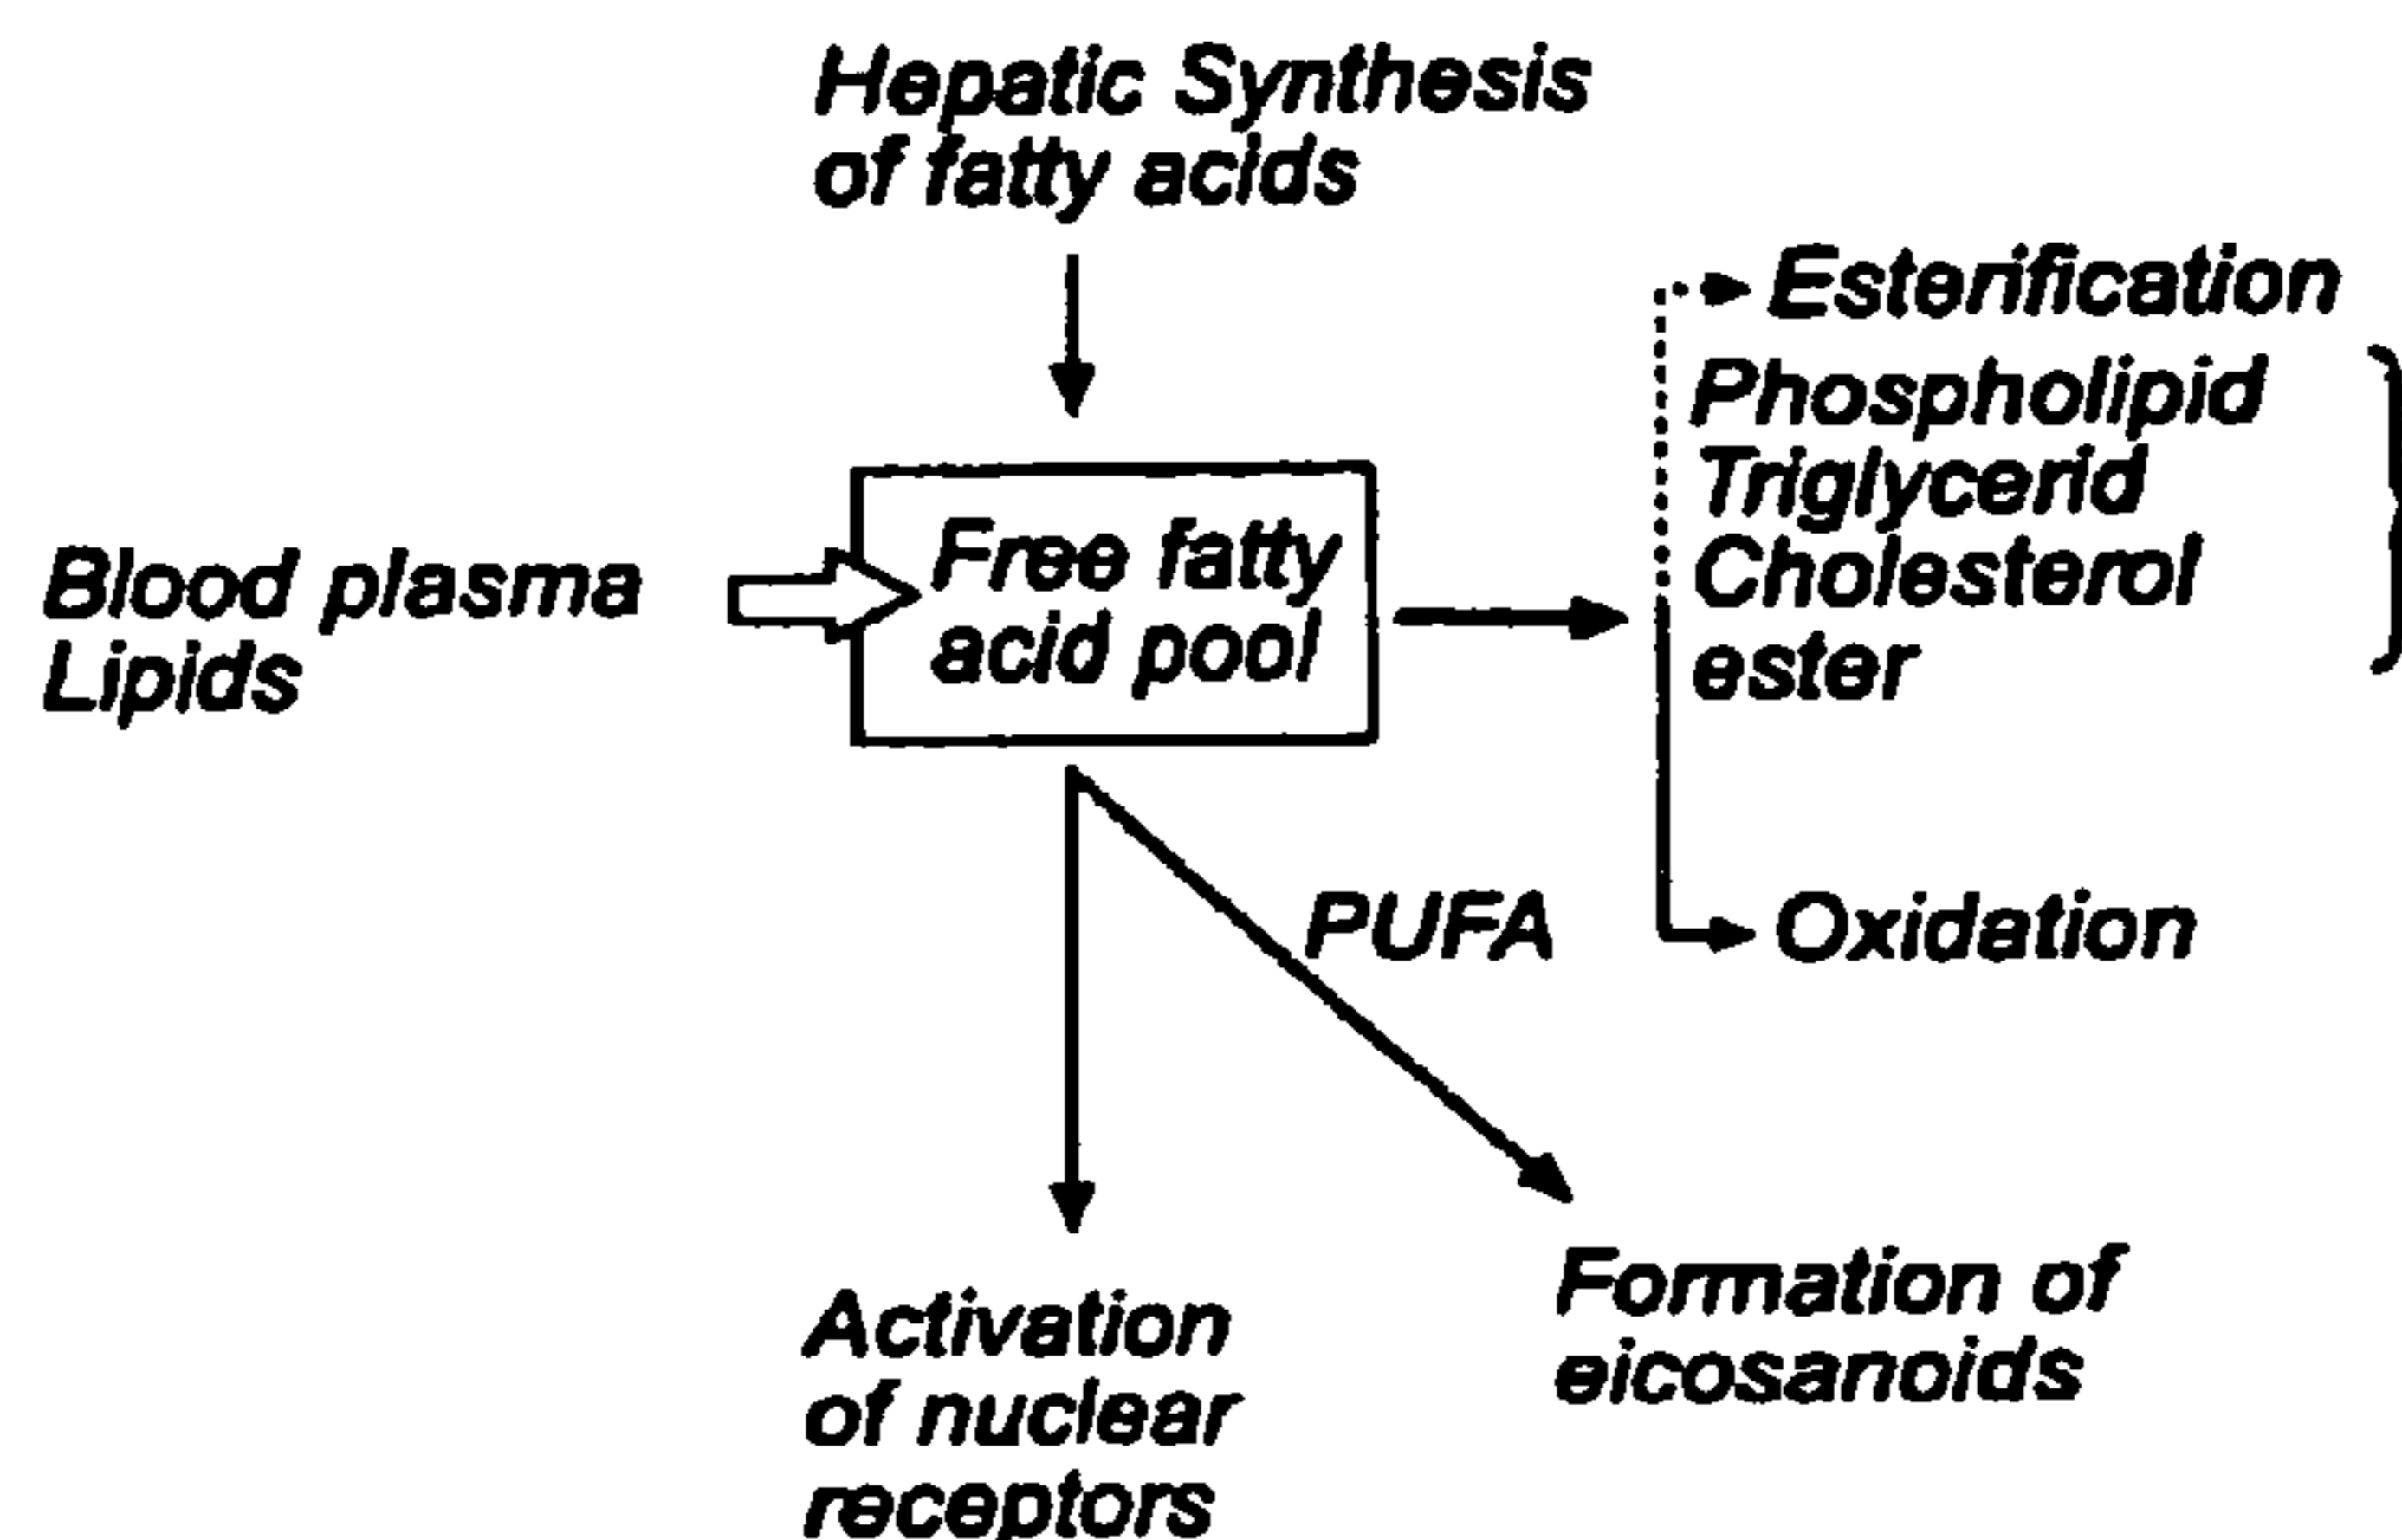 Hepatic Synthesis
of fatty acids
Esterification
Phospholipid
Triglycerid
Cholesterol
ester
Blood plasma
Lipids
Free fatty
acid pool
PUFA
Oxidation
Activation
of nuclear
receptors
Formation of
eicosanoids